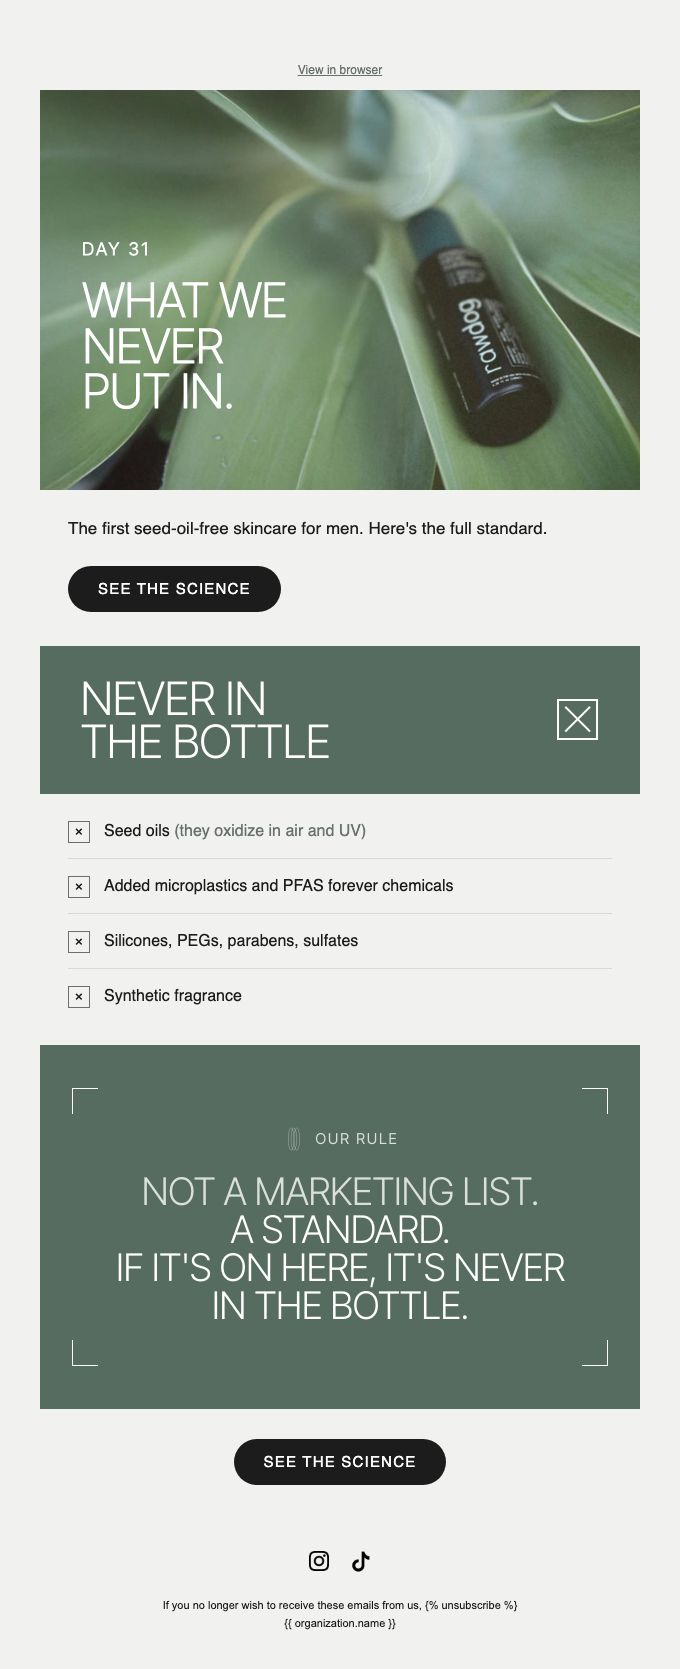 View in browser
DAY 31
WHAT WE
NEVER
PUT IN.
rawdog
The first seed-oil-free skincare for men. Here's the full standard.
SEE THE SCIENCE
NEVER IN
THE BOTTLE
Seed oils (they oxidize in air and UV)
Added microplastics and PFAS forever chemicals
Silicones, PEGs, parabens, sulfates
Synthetic fragrance
OUR RULE
NOT A MARKETING LIST.
A STANDARD.
IF IT'S ON HERE, IT'S NEVER
IN THE BOTTLE.
SEE THE SCIENCE
If you no longer wish to receive these emails from us, {% unsubscribe %}
{{ organization.name }}